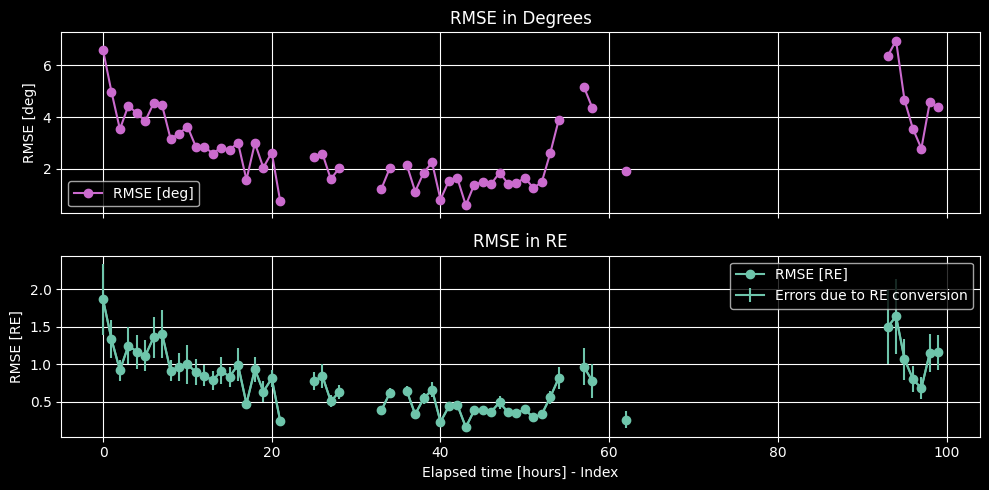 RMSE in Degrees
RMSE [deg]
6
4
2
RMSE [deg]
RMSE in RE
RMSE [RE]
2.0
1.5
1.0
0.5
RMSE [RE]
Errors due to RE conversion
0
20
40
60
80
100
Elapsed time [hours] - Index